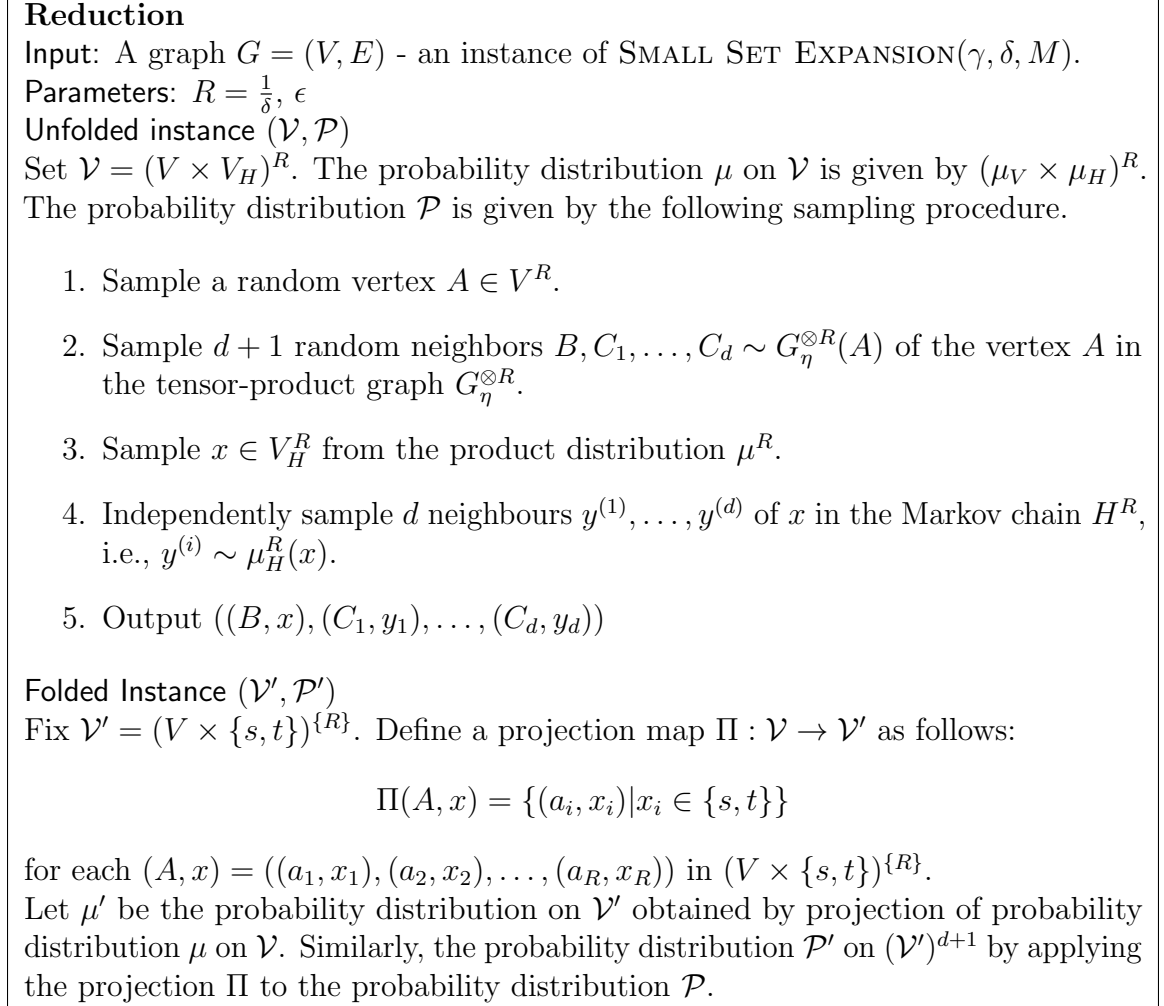 Reduction
Input: A graph G = (V, E) - an instance of SMALL SET EXPANSION(γ, δ, M).
Parameters: R = 1/δ, ϵ
Unfolded instance (𝒱, 𝒫)
Set 𝒱 = (V × V_H)^R. The probability distribution μ on 𝒱 is given by (μ_V × μ_H)^R.
The probability distribution 𝒫 is given by the following sampling procedure.
1. Sample a random vertex A ∈ V^R.
2. Sample d + 1 random neighbors B, C_1, . . . , C_d ∼ G_η^{⊗R}(A) of the vertex A in
the tensor-product graph G_η^{⊗R}.
3. Sample x ∈ V_H^R from the product distribution μ^R.
4. Independently sample d neighbours y^{(1)}, . . . , y^{(d)} of x in the Markov chain H^R,
i.e., y^{(i)} ∼ μ_H^R(x).
5. Output ((B, x), (C_1, y_1), . . . , (C_d, y_d))
Folded Instance (𝒱′, 𝒫′)
Fix 𝒱′ = (V × {s, t})^{{R}}. Define a projection map Π : 𝒱 → 𝒱′ as follows:
Π(A, x) = {(a_i, x_i)|x_i ∈ {s, t}}
for each (A, x) = ((a_1, x_1), (a_2, x_2), . . . , (a_R, x_R)) in (V × {s, t})^{{R}}.
Let μ′ be the probability distribution on 𝒱′ obtained by projection of probability
distribution μ on 𝒱. Similarly, the probability distribution 𝒫′ on (𝒱′)^{d+1} by applying
the projection Π to the probability distribution 𝒫.